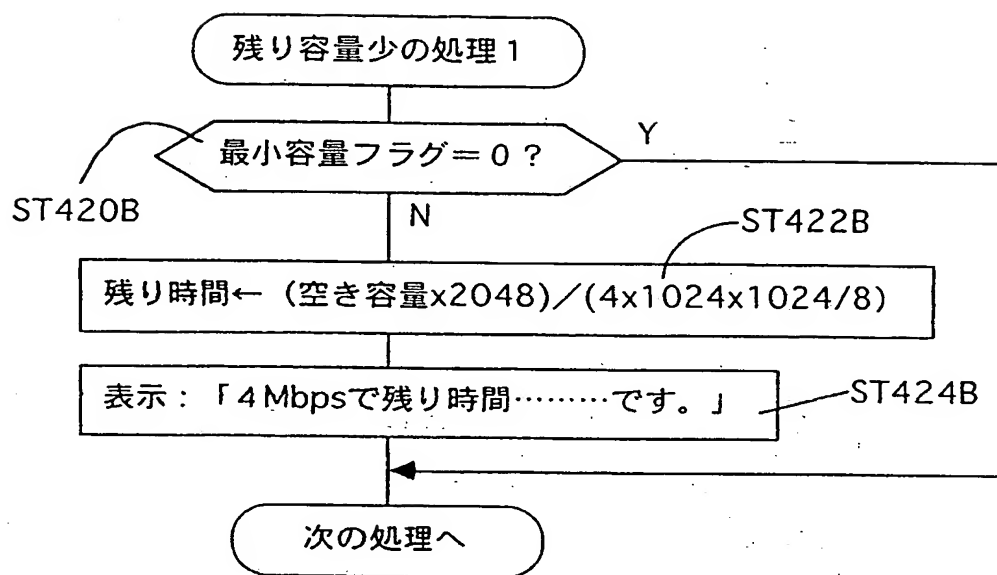 残り容量少の処理1
最小容量フラグ=0?
Y
ST420B
N
ST422B
残り時間← (空き容量x2048)/(4x1024x1024/8)
表示:「4Mbpsで残り時間………です。」
ST424B
次の処理へ